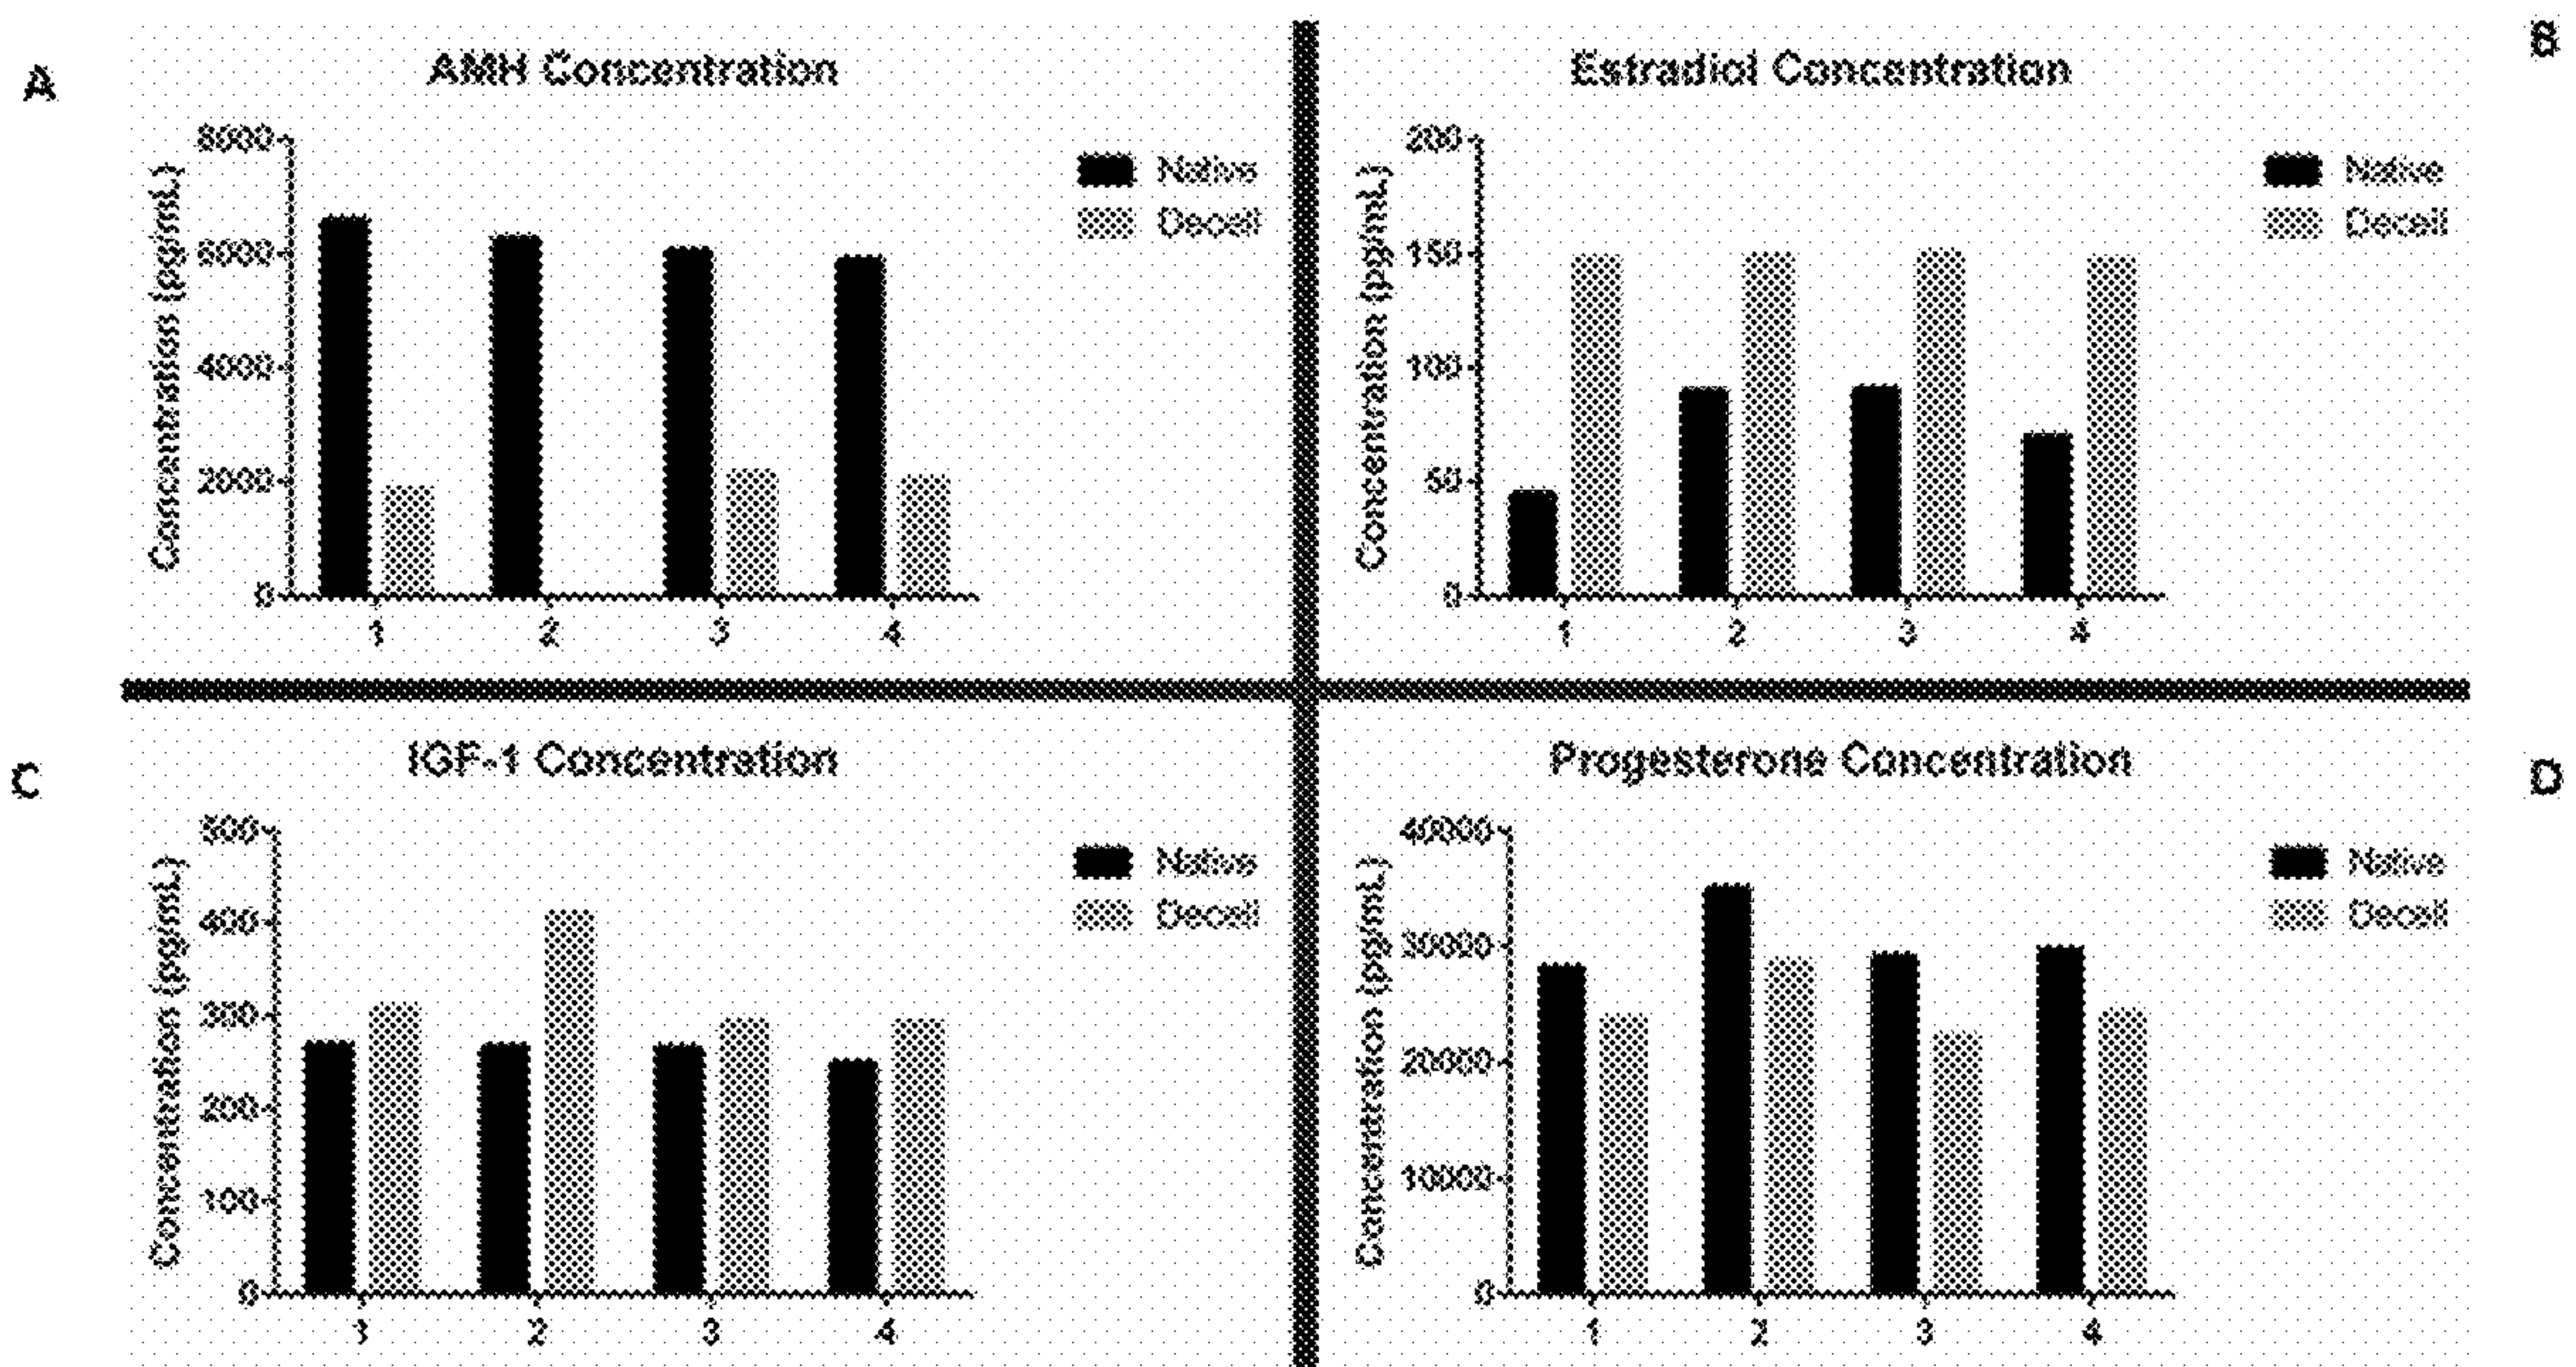 A
AMH Concentration
Concentration (pg/mL)
8000
6000
4000
2000
0
1 2 3 4
Native
Decell
B
Estradiol Concentration
Concentration (pg/mL)
200
150
100
50
0
1 2 3 4
Native
Decell
C
IGF-1 Concentration
Concentration (pg/mL)
500
400
300
200
100
0
1 2 3 4
Native
Decell
D
Progesterone Concentration
Concentration (pg/mL)
40000
30000
20000
10000
0
1 2 3 4
Native
Decell